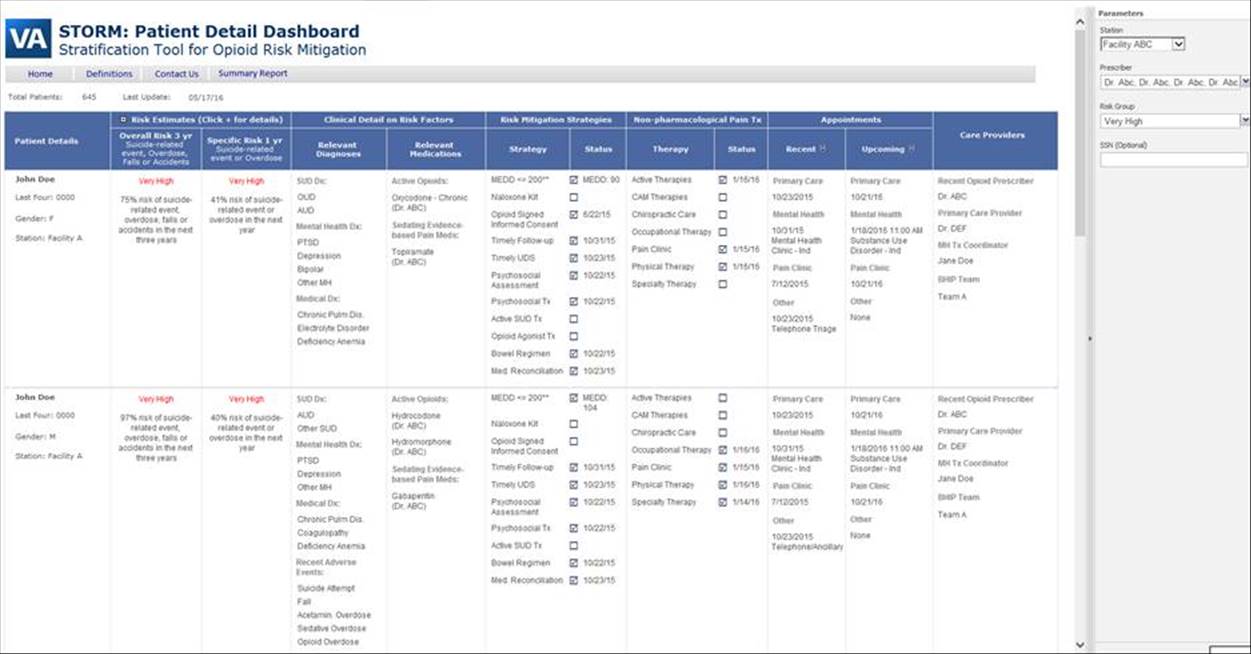 VA
STORM: Patient Detail Dashboard
Stratification Tool for Opioid Risk Mitigation
Home Definitions Contact Us Summary Report
Total Patients: 645 Last Update: 05/17/16
Patient Details
Risk Estimates (Click + for details)
Overall Risk 3 yr
Suicide-related
event, Overdose,
Falls or Accidents
Specific Risk 1 yr
Suicide-related
event or Overdose
Clinical Detail on Risk Factors
Relevant
Diagnoses
Relevant
Medications
Risk Mitigation Strategies
Strategy
Status
Non-pharmacological Pain Tx
Therapy
Status
Appointments
Recent
Upcoming
Care Providers
John Doe
Last Four: 0000
Gender: F
Station: Facility A
Very High
75% risk of suicide-
related event,
overdose, falls or
accidents in the next
three years
Very High
41% risk of suicide-
related event or
overdose in the next
year
SUD Dx:
OUD
AUD
Mental Health Dx:
PTSD
Depression
Bipolar
Other MH
Medical Dx:
Chronic Pulm Dis.
Electrolyte Disorder
Deficiency Anemia
Active Opioids:
Oxycodone - Chronic
(Dr. ABC)
Sedating Evidence-
based Pain Meds:
Topiramate
(Dr. ABC)
MEDD <= 200** MEDD: 90
Naloxone Kit
Opioid Signed
Informed Consent
6/22/15
Timely Follow-up 10/31/15
Timely UDS 10/23/15
Psychosocial
Assessment
10/22/15
Psychosocial Tx 10/22/15
Active SUD Tx
Opioid Agonist Tx
Bowel Regimen 10/22/15
Med. Reconciliation 10/23/15
Active Therapies 1/16/16
CAM Therapies
Chiropractic Care
Occupational Therapy
Pain Clinic 1/15/16
Physical Therapy 1/16/16
Specialty Therapy
Primary Care
10/23/2015
Mental Health
10/31/15
Mental Health
Clinic - Ind
Pain Clinic
7/12/2015
Other
10/23/2015
Telephone Triage
Primary Care
10/21/16
Mental Health
1/18/2016 11:00 AM
Substance Use
Disorder - Ind
Pain Clinic
10/21/16
Other
None
Recent Opioid Prescriber
Dr. ABC
Primary Care Provider
Dr. DEF
MH Tx Coordinator
Jane Doe
BHIP Team
Team A
John Doe
Last Four: 0000
Gender: M
Station: Facility A
Very High
97% risk of suicide-
related event,
overdose, falls or
accidents in the next
three years
Very High
40% risk of suicide-
related event or
overdose in the next
year
SUD Dx:
AUD
Other SUD
Mental Health Dx:
PTSD
Depression
Other MH
Medical Dx:
Chronic Pulm Dis.
Coagulopathy
Deficiency Anemia
Recent Adverse
Events:
Suicide Attempt
Fall
Acetamin. Overdose
Sedative Overdose
Opioid Overdose
Active Opioids:
Hydrocodone
(Dr. ABC)
Hydromorphone
(Dr. ABC)
Sedating Evidence-
based Pain Meds:
Gabapentin
(Dr. ABC)
MEDD <= 200** MEDD:
104
Naloxone Kit
Opioid Signed
Informed Consent
Timely Follow-up 10/31/15
Timely UDS 10/23/15
Psychosocial
Assessment
10/22/15
Psychosocial Tx 10/22/15
Active SUD Tx
Bowel Regimen 10/22/15
Med. Reconciliation 10/23/15
Active Therapies
CAM Therapies
Chiropractic Care
Occupational Therapy 1/16/16
Pain Clinic 1/15/16
Physical Therapy 1/16/16
Specialty Therapy 1/14/16
Primary Care
10/23/2015
Mental Health
10/31/15
Mental Health
Clinic - Ind
Pain Clinic
7/12/2015
Other
10/23/2015
Telephone/Ancillary
Primary Care
10/21/16
Mental Health
1/18/2016 11:00 AM
Substance Use
Disorder - Ind
Pain Clinic
10/21/16
Other
None
Recent Opioid Prescriber
Dr. ABC
Primary Care Provider
Dr. DEF
MH Tx Coordinator
Jane Doe
BHIP Team
Team A
Parameters
Station
Facility ABC
Prescriber
Dr. Abc, Dr. Abc, Dr. Abc, Dr. Abc
Risk Group
Very High
SSN (Optional)